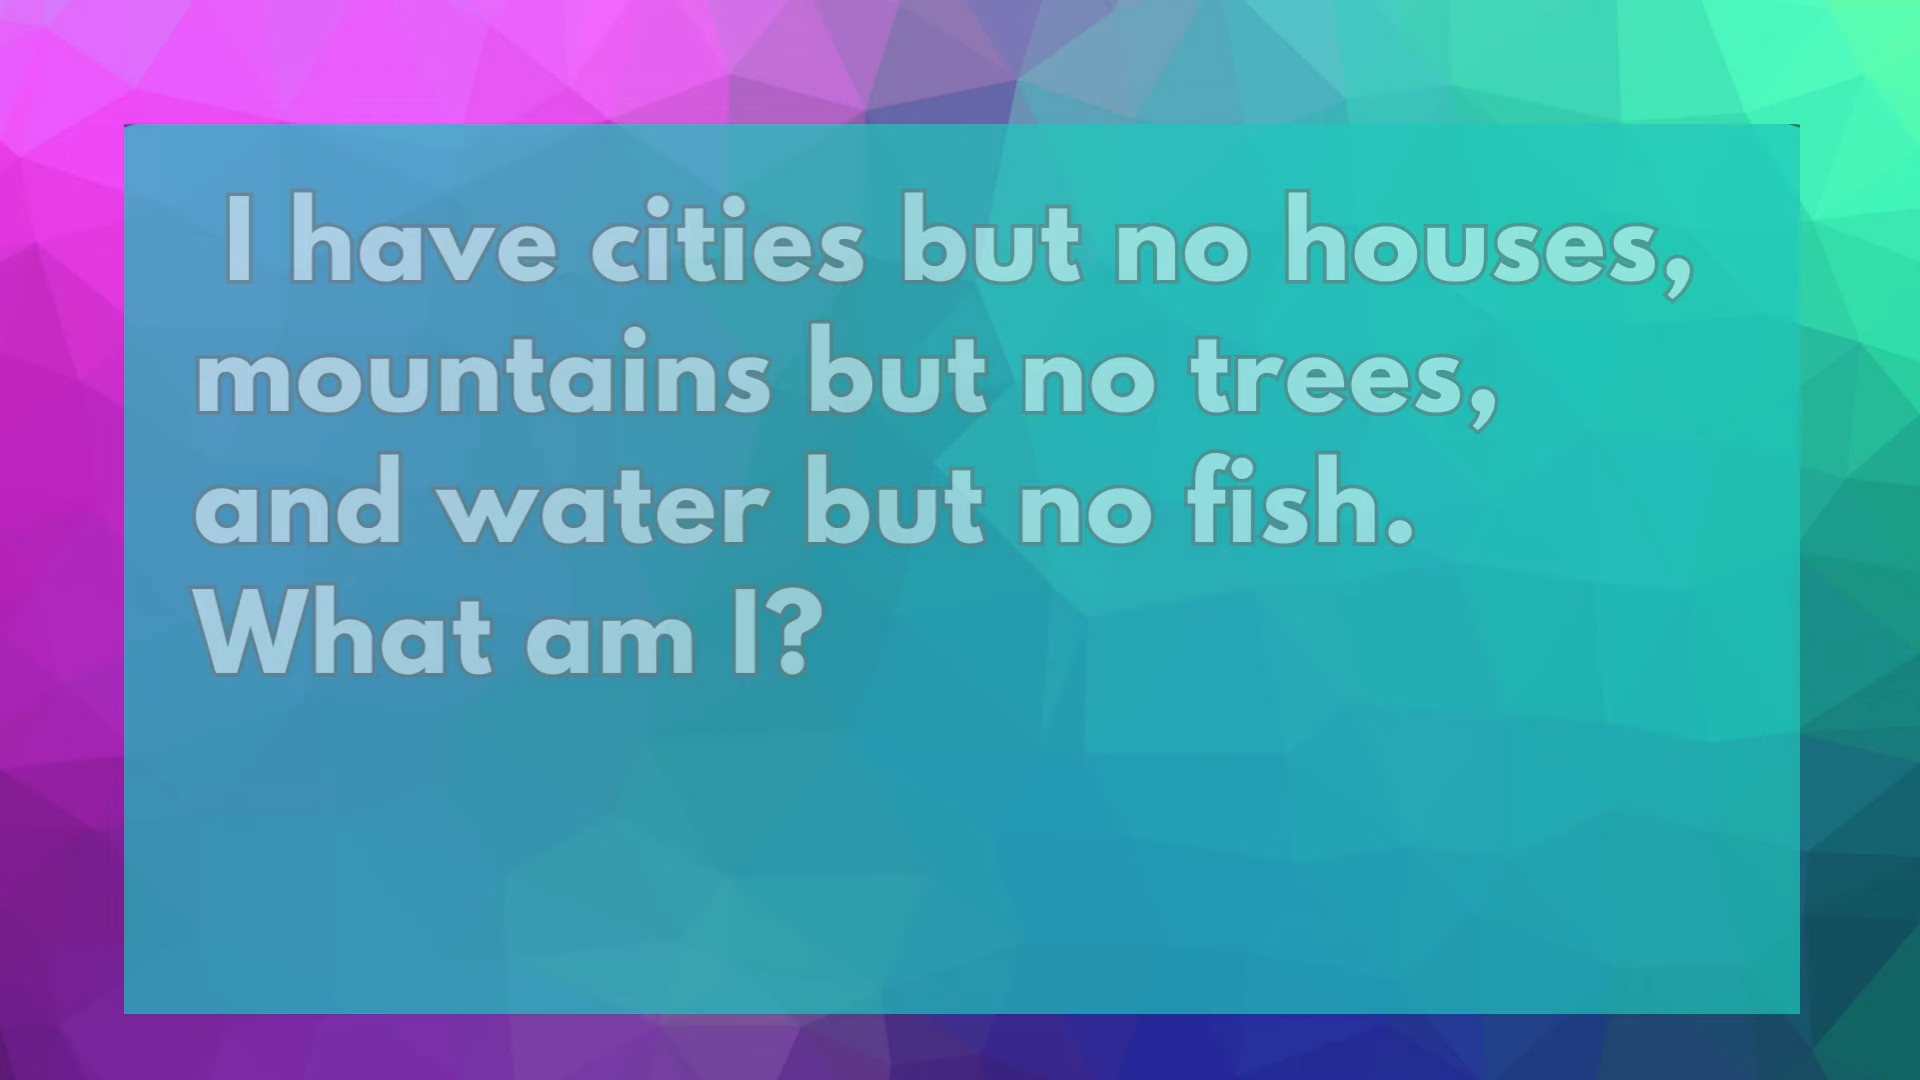 I have cities but no houses,
mountains but no trees,
and water but no fish.
What am I?